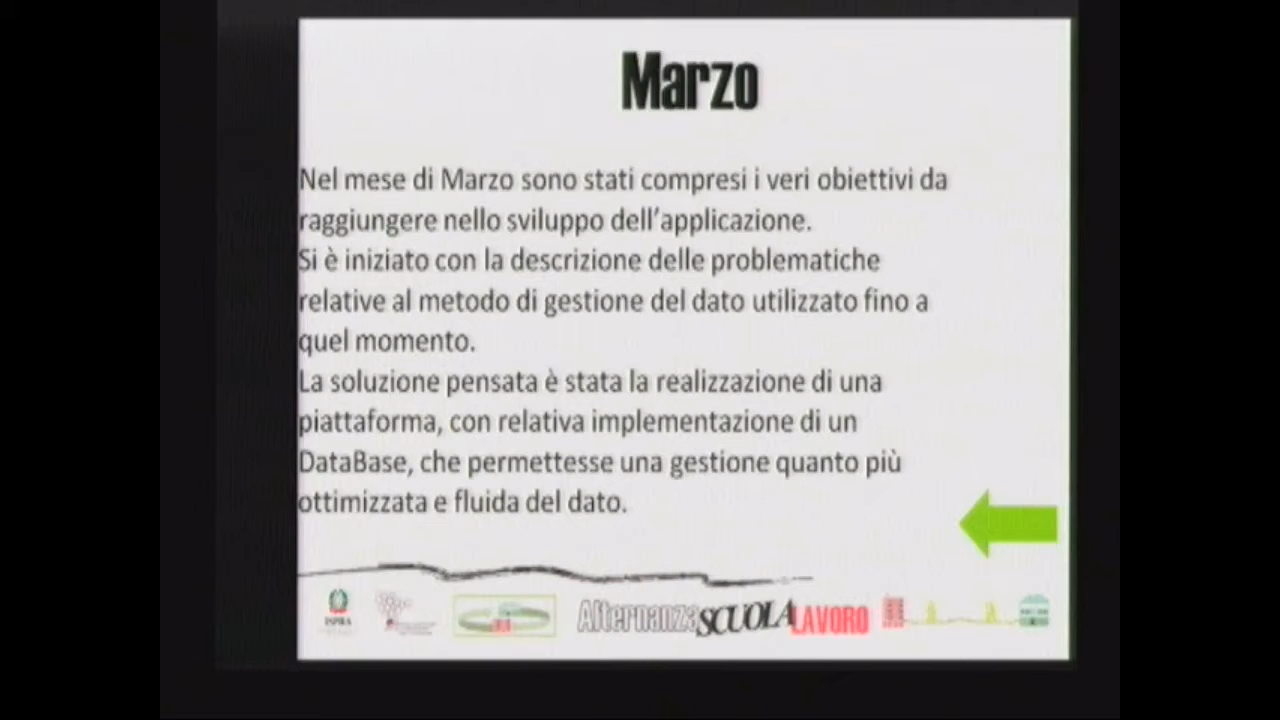 Marzo
Nel mese di Marzo sono stati compresi i veri obiettivi da
raggiungere nello sviluppo dell'applicazione.
Si è iniziato con la descrizione delle problematiche
relative al metodo di gestione del dato utilizzato fino a
quel momento.
La soluzione pensata è stata la realizzazione di una
piattaforma, con relativa implementazione di un
DataBase, che permettesse una gestione quanto più
ottimizzata e fluida del dato.
ISPRA
AlternanzaSCUOLALAVORO